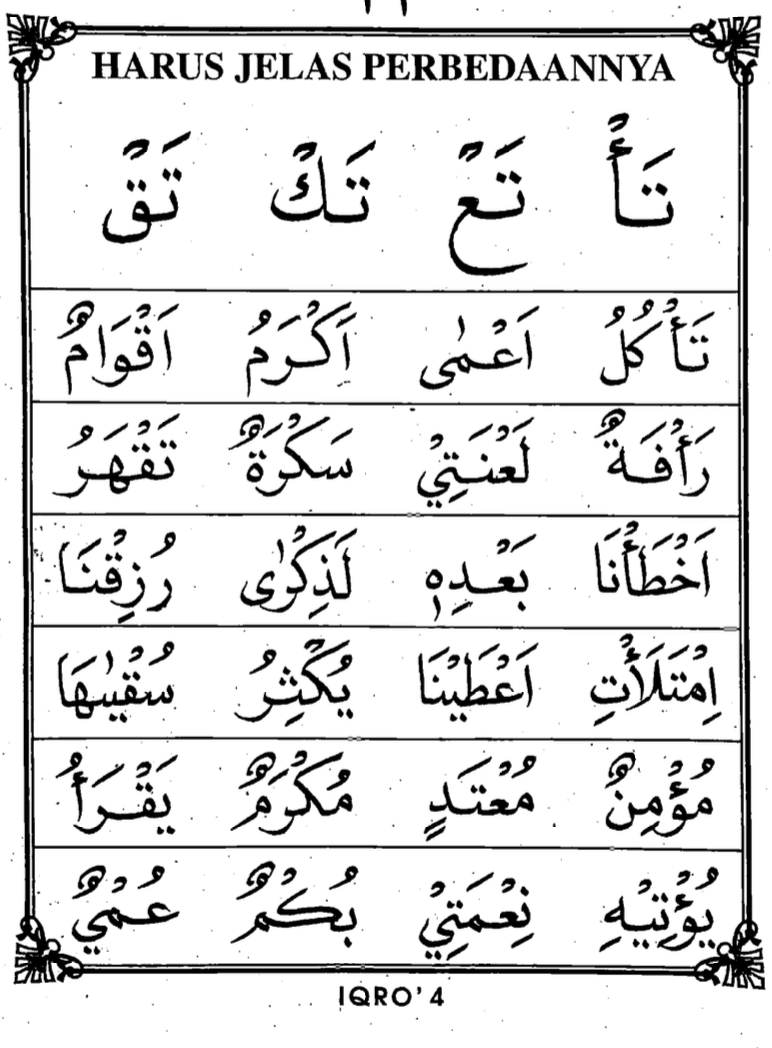 HARUS JELAS PERBEDAANNYA
تَأْ تَعْ تَكْ تَقْ
تَأْكُلُ اَعْمٰى اَكْرَمُ اَقْوَامٌ
رَأْفَةٌ لَعْنَتِيْ سَكْرَةٌ تَقْهَرُ
اَخْطَأْنَا بَعْدِهٖ لَذِكْرٰى رُزِقْنَا
اِمْتَلَأْتِ اَعْطَيْنَا يُكْثِرُ سُقْيٰهَا
مُؤْمِنٌ مُعْتَدٍ مُكْرَمٌ يَقْرَأُ
يُؤْتِيْهِ نِعْمَتِيْ بُكْمٌ عُمْيٌ
IQRO' 4